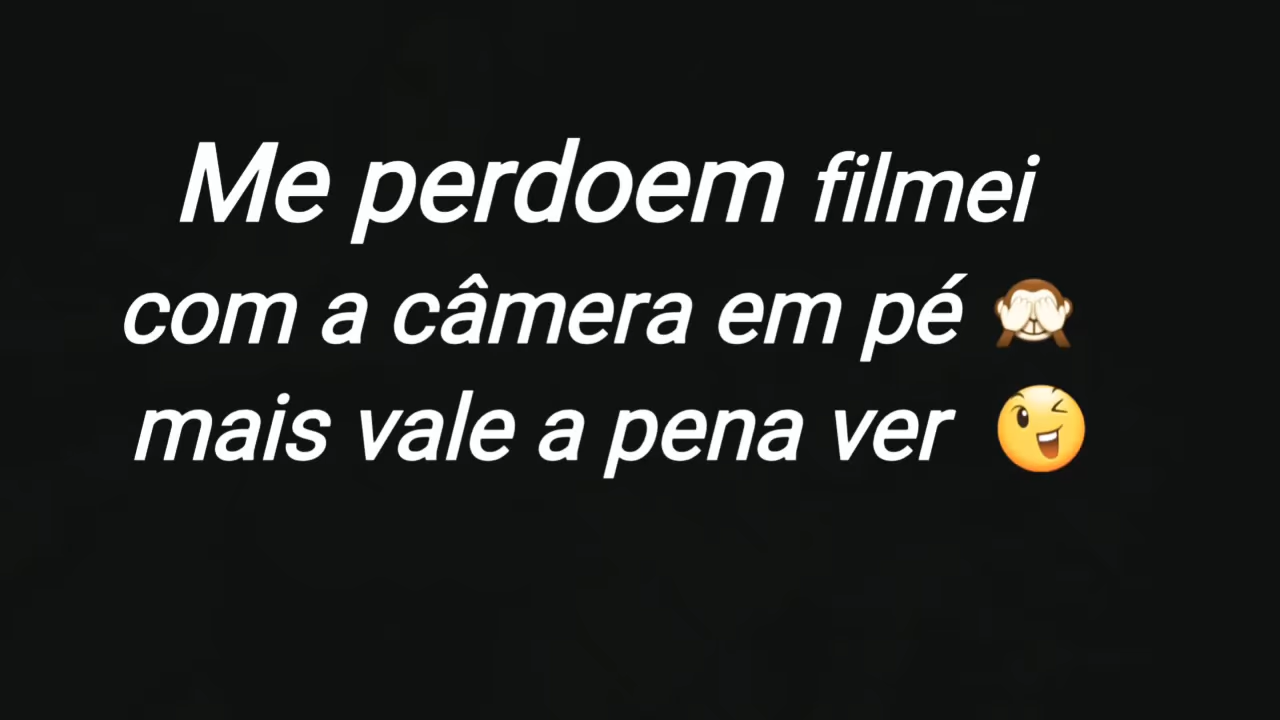 Me perdoem filmei
com a câmera em pé 🙈
mais vale a pena ver 😉